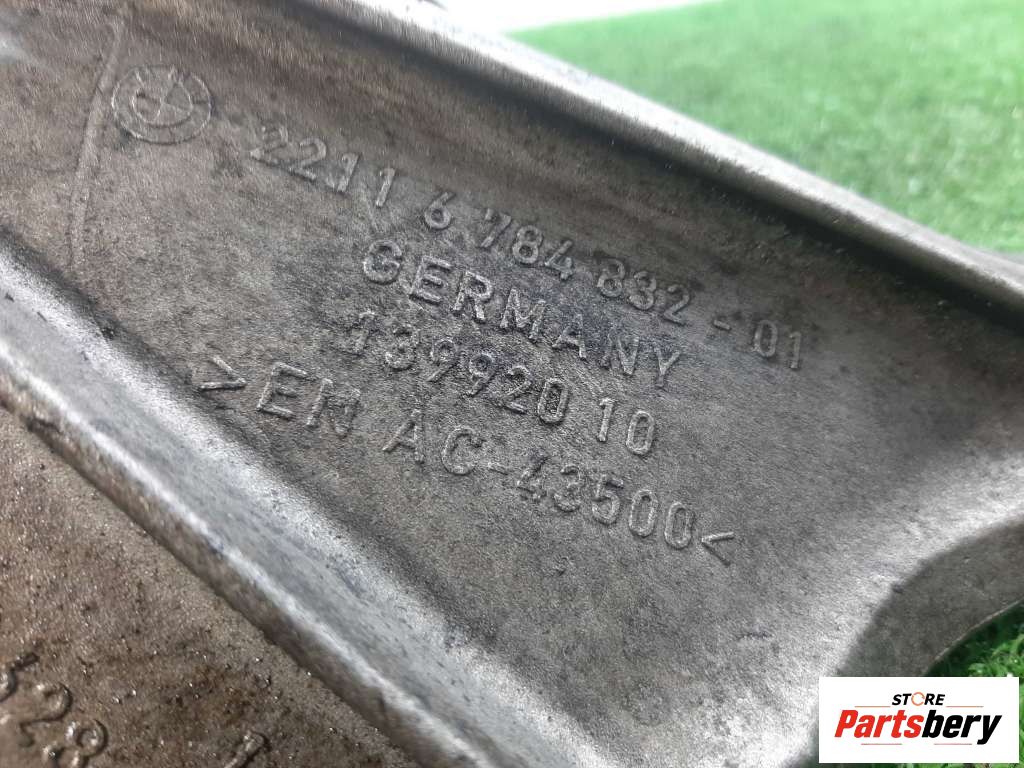 2211 6 784 832 - 01
GERMANY
139920 10
>EN AC-43500<
STORE
Partsbery